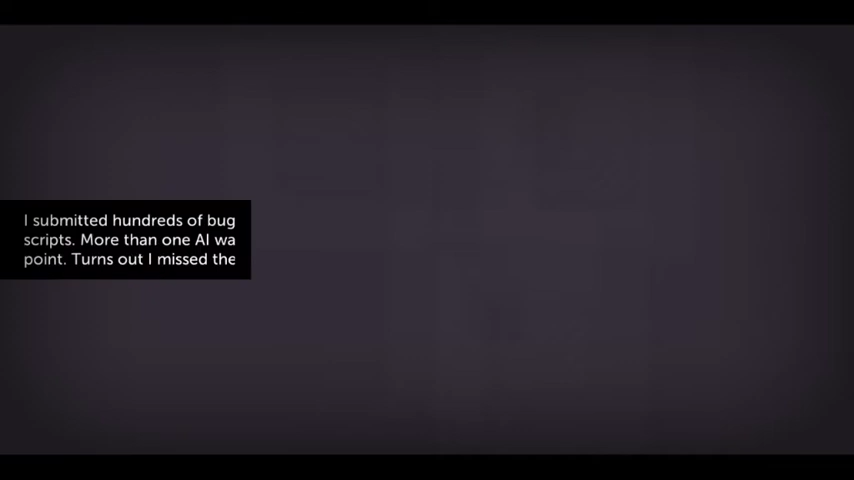 I submitted hundreds of bug
scripts. More than one AI wa
point. Turns out I missed the